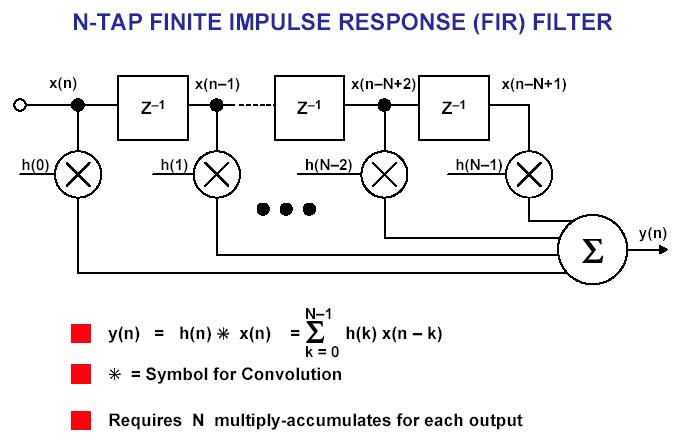 N-TAP FINITE IMPULSE RESPONSE (FIR) FILTER
x(n) x(n–1) x(n–N+2) x(n–N+1)
Z–1 Z–1 Z–1
h(0) h(1) h(N–2) h(N–1)
• • •
y(n)
Σ
N–1
y(n) = h(n) ✳ x(n) = Σ h(k) x(n – k)
k = 0
✳ = Symbol for Convolution
Requires N multiply-accumulates for each output